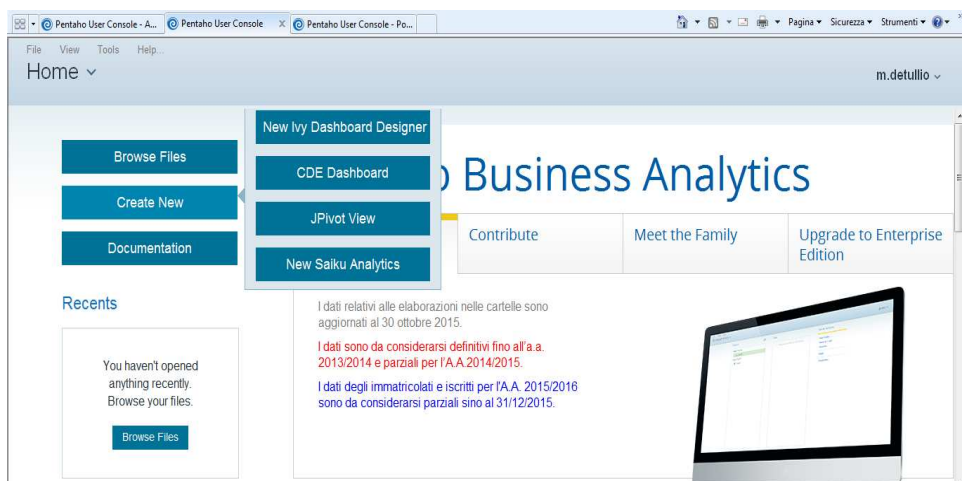 Pentaho User Console - A...
Pentaho User Console X
Pentaho User Console - Po...
Pagina
Sicurezza
Strumenti
File View Tools Help...
Home
m.detullio
Browse Files
Create New
Documentation
New Ivy Dashboard Designer
CDE Dashboard
JPivot View
New Saiku Analytics
o Business Analytics
Contribute
Meet the Family
Upgrade to Enterprise
Edition
Recents
You haven't opened
anything recently.
Browse your files.
Browse Files
I dati relativi alle elaborazioni nelle cartelle sono
aggiornati al 30 ottobre 2015.
I dati sono da considerarsi definitivi fino all'a.a.
2013/2014 e parziali per l'A.A.2014/2015.
I dati degli immatricolati e iscritti per l'A.A. 2015/2016
sono da considerarsi parziali sino al 31/12/2015.